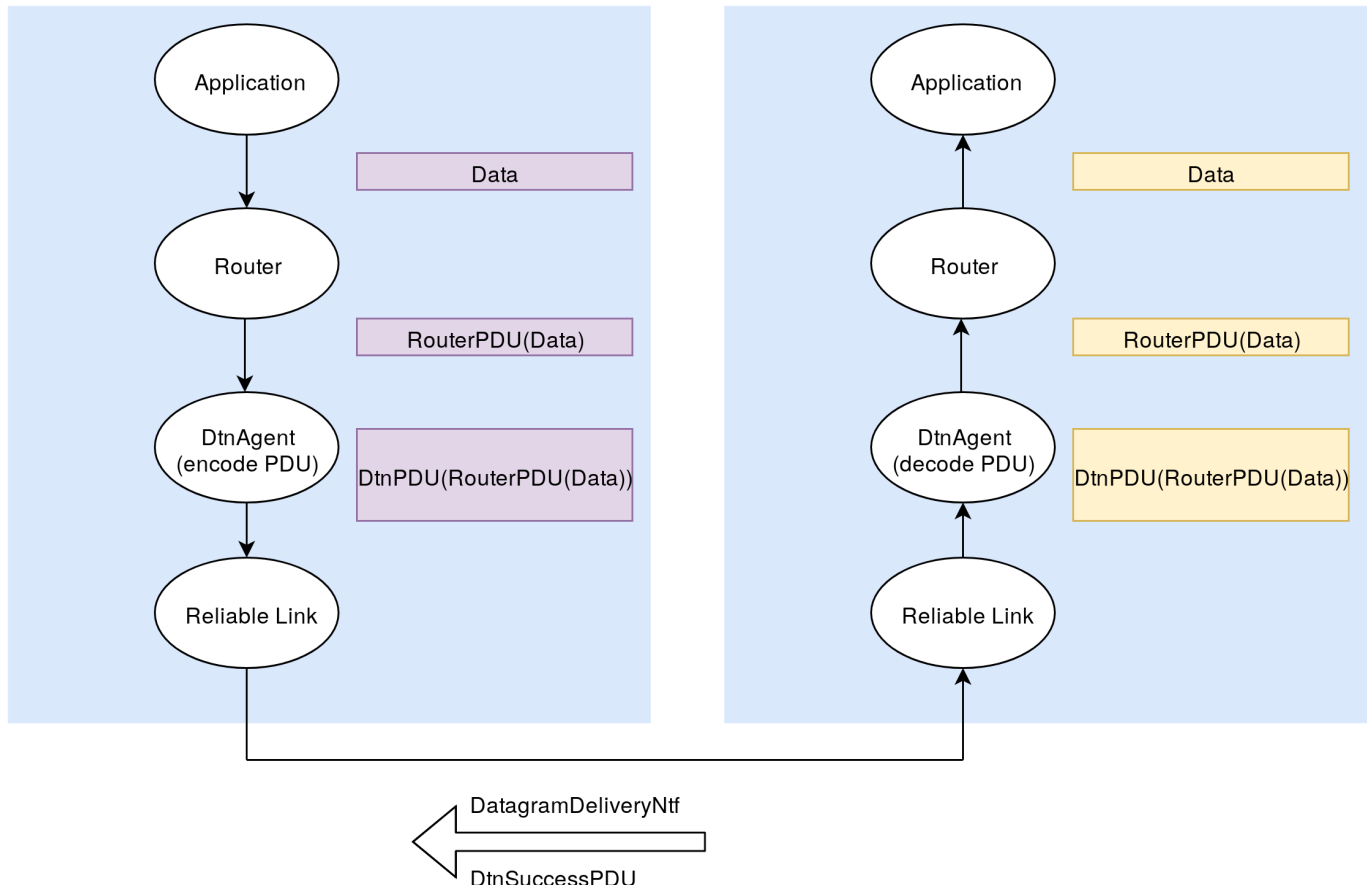 Application
Data
Router
RouterPDU(Data)
DtnAgent
(encode PDU)
DtnPDU(RouterPDU(Data))
Reliable Link
Application
Data
Router
RouterPDU(Data)
DtnAgent
(decode PDU)
DtnPDU(RouterPDU(Data))
Reliable Link
DatagramDeliveryNtf
DtnSuccessPDU